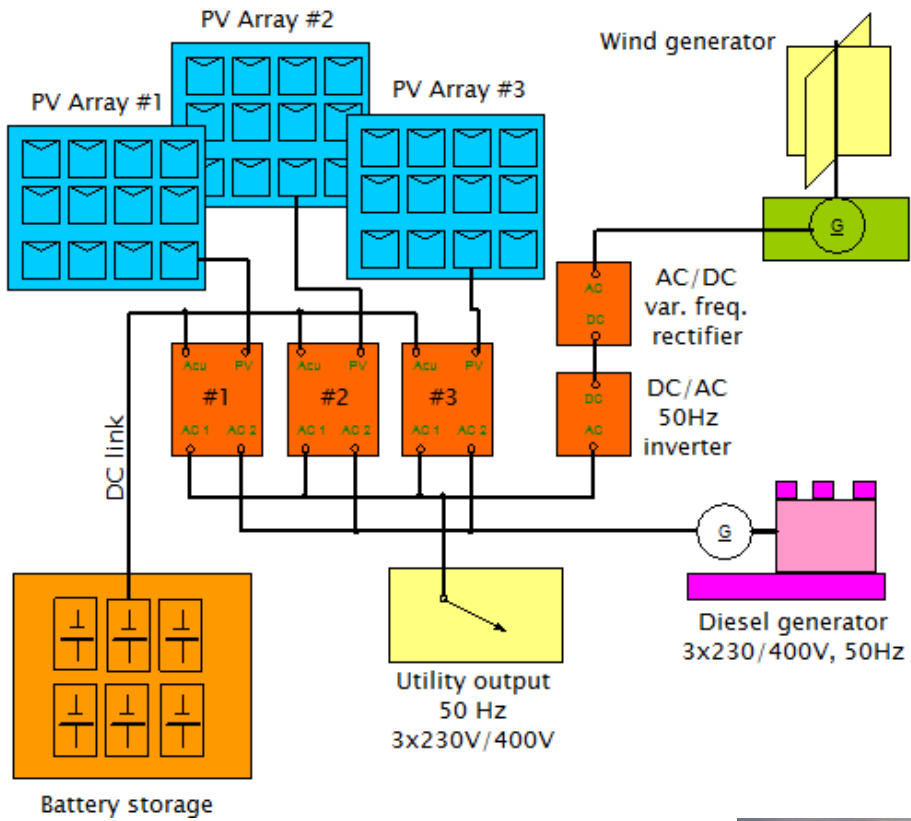 PV Array #2
Wind generator
PV Array #1
PV Array #3
G
AC
DC
AC/DC
var. freq.
rectifier
Acu PV
#1
AC 1 AC 2
Acu PV
#2
AC 1 AC 2
Acu PV
#3
AC 1 AC 2
DC
AC
DC/AC
50Hz
inverter
DC link
G
Diesel generator
3x230/400V, 50Hz
Utility output
50 Hz
3x230V/400V
Battery storage